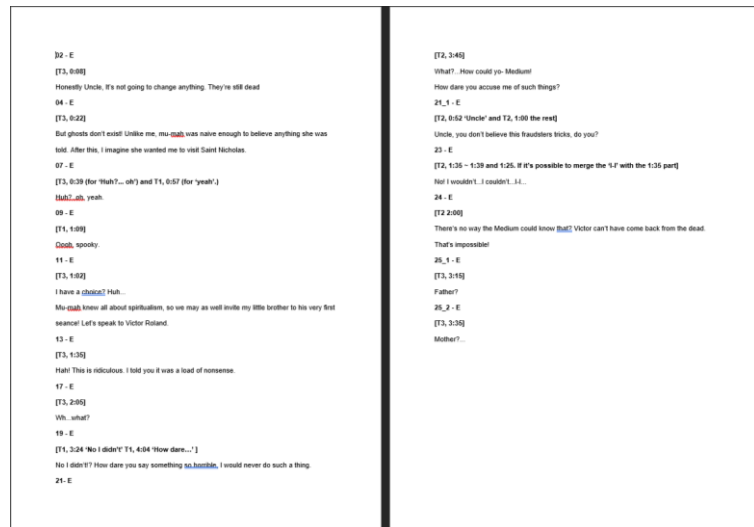 02 - E
[T3, 0:08]
Honestly Uncle, It's not going to change anything. They're still dead
04 - E
[T3, 0:22]
But ghosts don't exist! Unlike me, mu-mah was naive enough to believe anything she was
told. After this, I imagine she wanted me to visit Saint Nicholas.
07 - E
[T3, 0:39 (for 'Huh?... oh') and T1, 0:57 (for 'yeah'.)
Huh?..oh, yeah.
09 - E
[T1, 1:09]
Oooh, spooky.
11 - E
[T3, 1:02]
I have a choice? Huh...
Mu-mah knew all about spiritualism, so we may as well invite my little brother to his very first
seance! Let's speak to Victor Roland.
13 - E
[T3, 1:35]
Hah! This is ridiculous. I told you it was a load of nonsense.
17 - E
[T3, 2:05]
Wh...what?
19 - E
[T1, 3:24 'No I didn't' T1, 4:04 'How dare...' ]
No I didn't!? How dare you say something so horrible, I would never do such a thing.
21- E
[T2, 3:45]
What?...How could yo- Medium!
How dare you accuse me of such things?
21_1 - E
[T2, 0:52 'Uncle' and T2, 1:00 the rest]
Uncle, you don't believe this fraudsters tricks, do you?
23 - E
[T2, 1:35 ~ 1:39 and 1:25. If it's possible to merge the 'I-I' with the 1:35 part]
No! I wouldn't...I couldn't...I-I...
24 - E
[T2 2:00]
There's no way the Medium could know that? Victor can't have come back from the dead.
That's impossible!
25_1 - E
[T3, 3:15]
Father?
25_2 - E
[T3, 3:35]
Mother?...